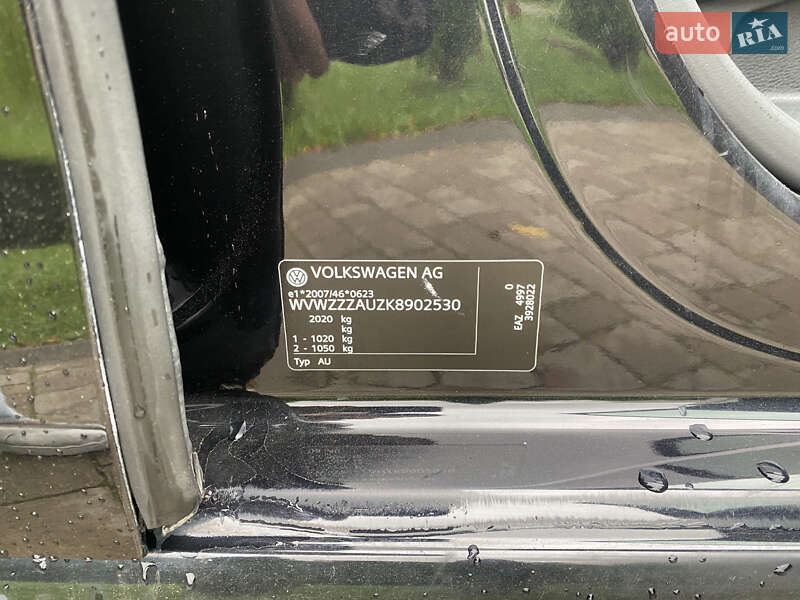 auto RIA.com
VOLKSWAGEN AG
e1*2007/46*0623
WVWZZZAUZK8902530
2020 kg
kg
1 - 1020 kg
2 - 1050 kg
Typ AU
0
EAZ 4997
3928022